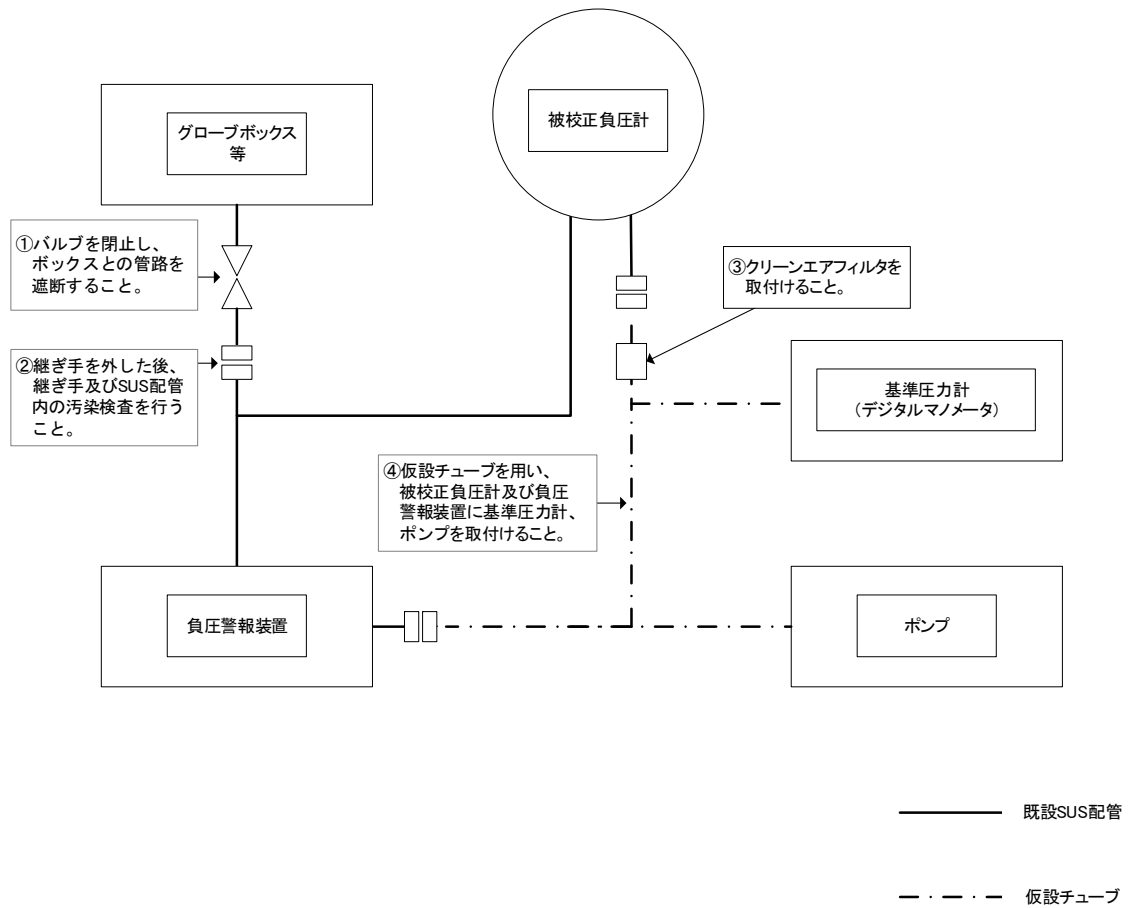 グローブボックス
等
被校正負圧計
①バルブを閉止し、
ボックスとの管路を
遮断すること。
③クリーンエアフィルタを
取付けること。
②継ぎ手を外した後、
継ぎ手及びSUS配管
内の汚染検査を行う
こと。
基準圧力計
(デジタルマノメータ)
④仮設チューブを用い、
被校正負圧計及び負圧
警報装置に基準圧力計、
ポンプを取付けること。
負圧警報装置
ポンプ
既設SUS配管
仮設チューブ